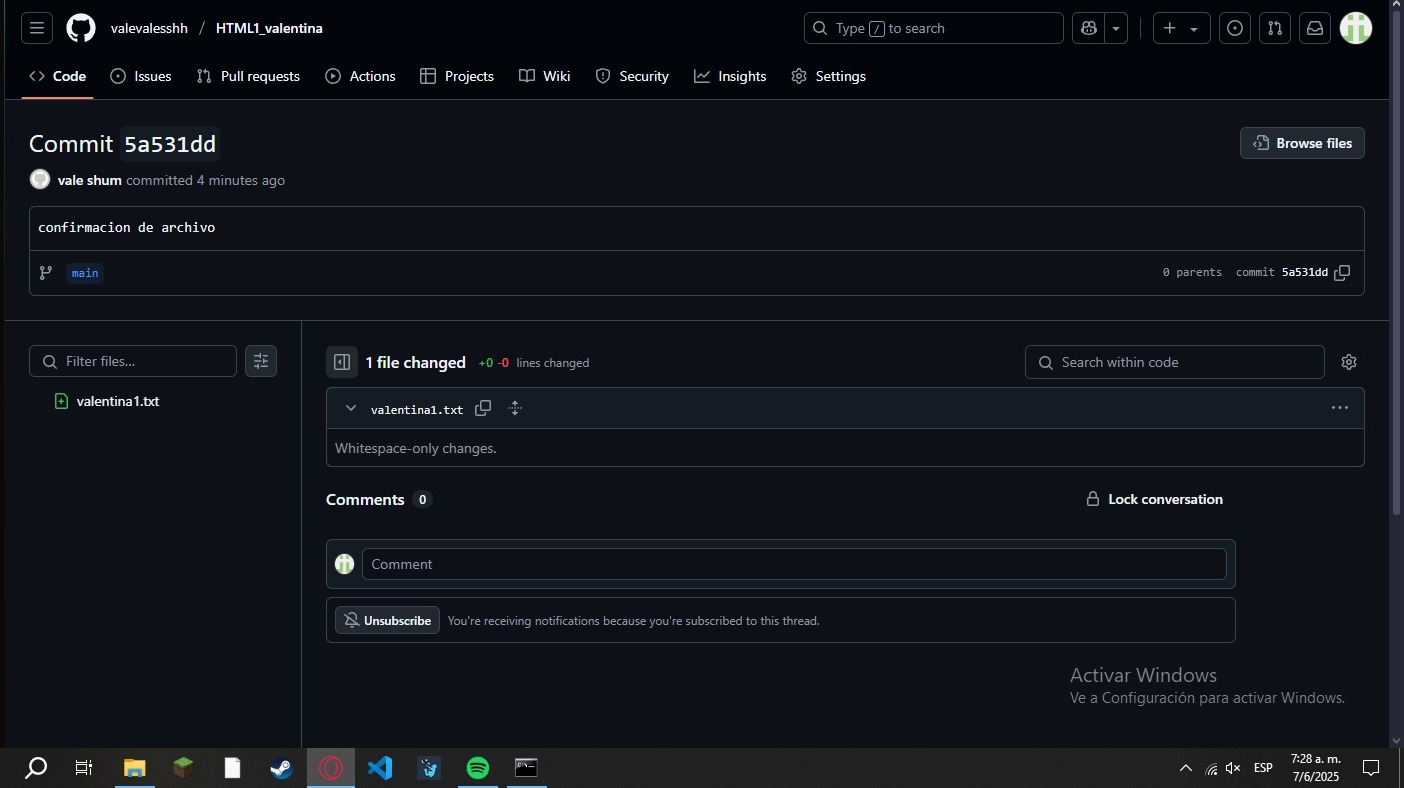 valevalesshh / HTML1_valentina
Type / to search
Code Issues Pull requests Actions Projects Wiki Security Insights Settings
Commit 5a531dd
Browse files
vale shum committed 4 minutes ago
confirmacion de archivo
main
0 parents commit 5a531dd
Filter files...
valentina1.txt
1 file changed +0 -0 lines changed
Search within code
valentina1.txt
Whitespace-only changes.
Comments 0
Lock conversation
Comment
Unsubscribe You're receiving notifications because you're subscribed to this thread.
Activar Windows
Ve a Configuración para activar Windows.
ESP
7:28 a. m.
7/6/2025